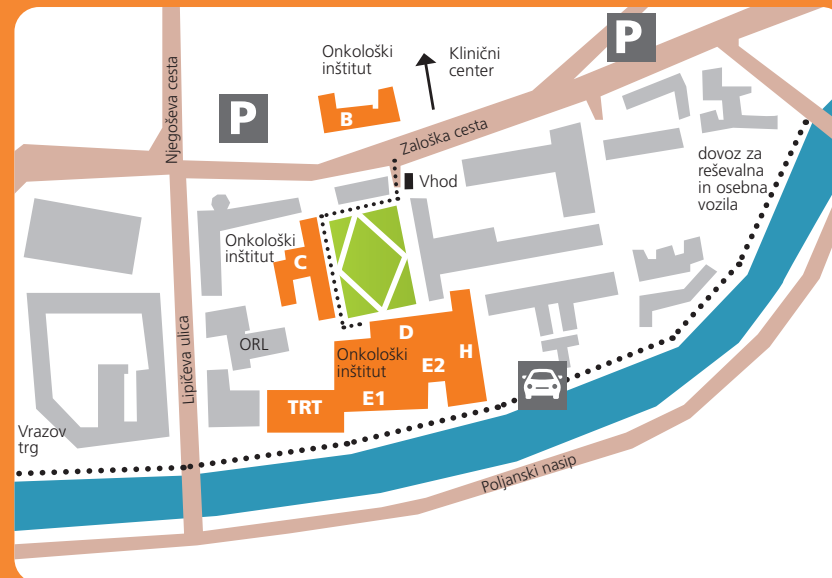 P
Onkološki
inštitut
Klinični
center
Njegoševa cesta
P
B
Zaloška cesta
dovoz za
reševalna
in osebna
vozila
Vhod
Onkološki
inštitut
C
D
ORL
Onkološki
inštitut
H
E2
Lipičeva ulica
TRT
E1
Vrazov
trg
Poljanski nasip